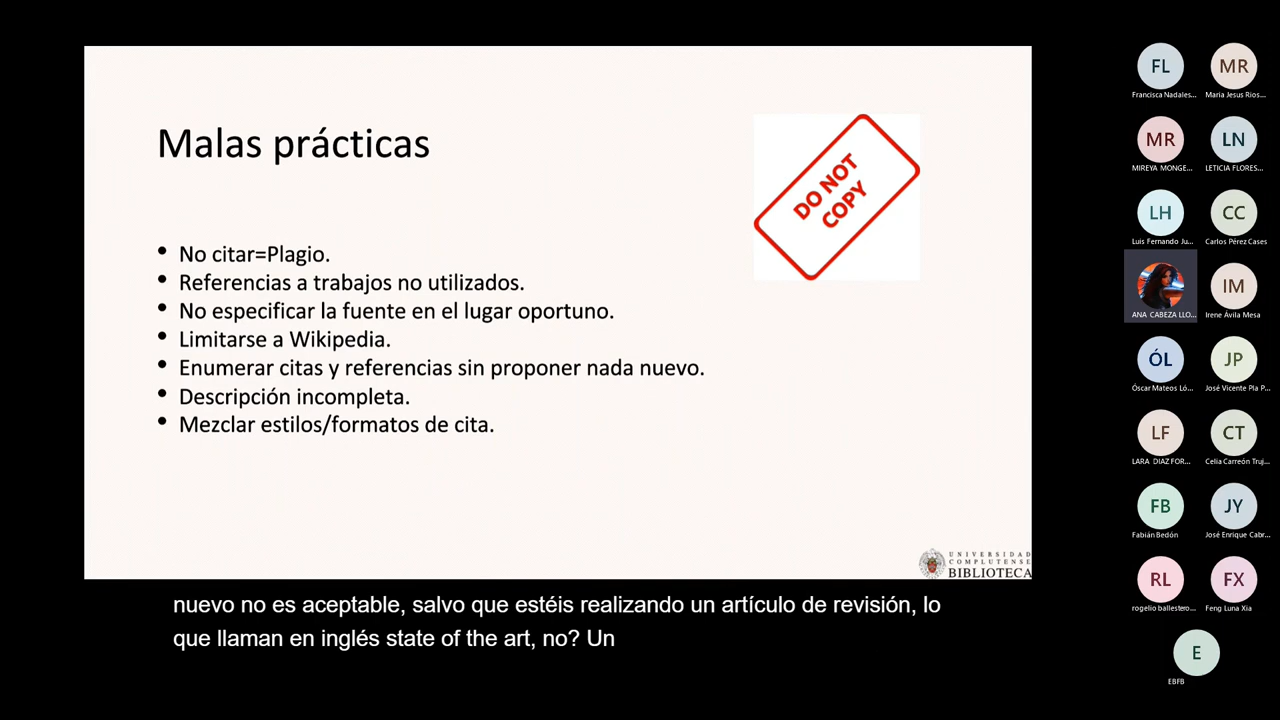 Malas prácticas
DO NOT
COPY
• No citar=Plagio.
• Referencias a trabajos no utilizados.
• No especificar la fuente en el lugar oportuno.
• Limitarse a Wikipedia.
• Enumerar citas y referencias sin proponer nada nuevo.
• Descripción incompleta.
• Mezclar estilos/formatos de cita.
UNIVERSIDAD
COMPLUTENSE
BIBLIOTECA
nuevo no es aceptable, salvo que estéis realizando un artículo de revisión, lo
que llaman en inglés state of the art, no? Un
FL
Francisca Nadales...
MR
Maria Jesus Rios...
MR
MIREYA MONGE...
LN
LETICIA FLORES...
LH
Luis Fernando Ju...
CC
Carlos Pérez Cases
ANA CABEZA LLO...
IM
Irene Ávila Mesa
ÓL
Óscar Mateos Ló...
JP
José Vicente Pla P...
LF
LARA DIAZ FOR...
CT
Celia Carreón Truj...
FB
Fabián Bedón
JY
José Enrique Cabr...
RL
rogelio ballestero...
FX
Feng Luna Xia
E
EBFB